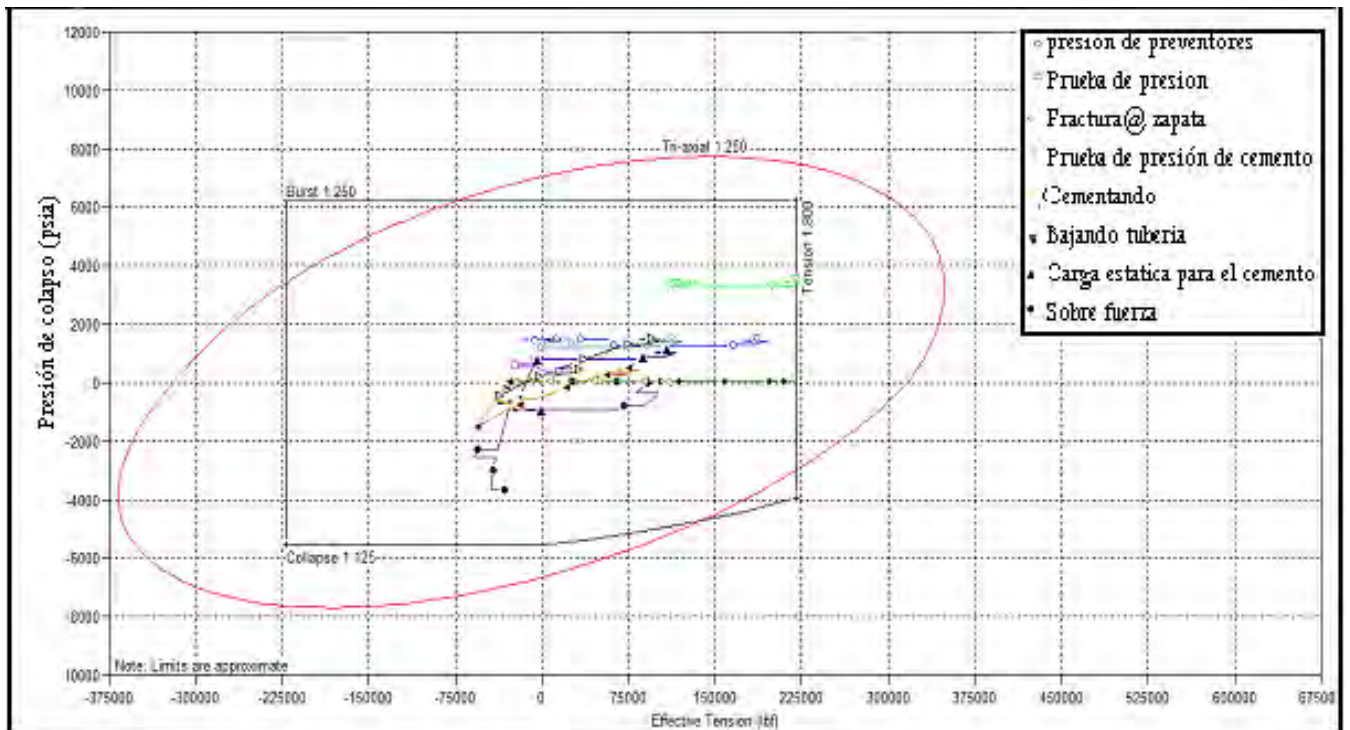 12000
10000
8000
6000
4000
2000
0
-2000
-4000
-6000
-8000
10000
Presión de colapso (psia)
Tri-axial 1.250
Burst 1.250
Tension 1.800
Collapse 1.125
Note: Limits are approximate
-375000 -300000 -225000 -150000 -75000 0 75000 150000 225000 300000 375000 450000 525000 600000 67500
Effective Tension (lbf)
presion de preventores
Prueba de presion
Fractura@ zapata
Prueba de presión de cemento
Cementando
Bajando tuberia
Carga estatica para el cemento
Sobre fuerza